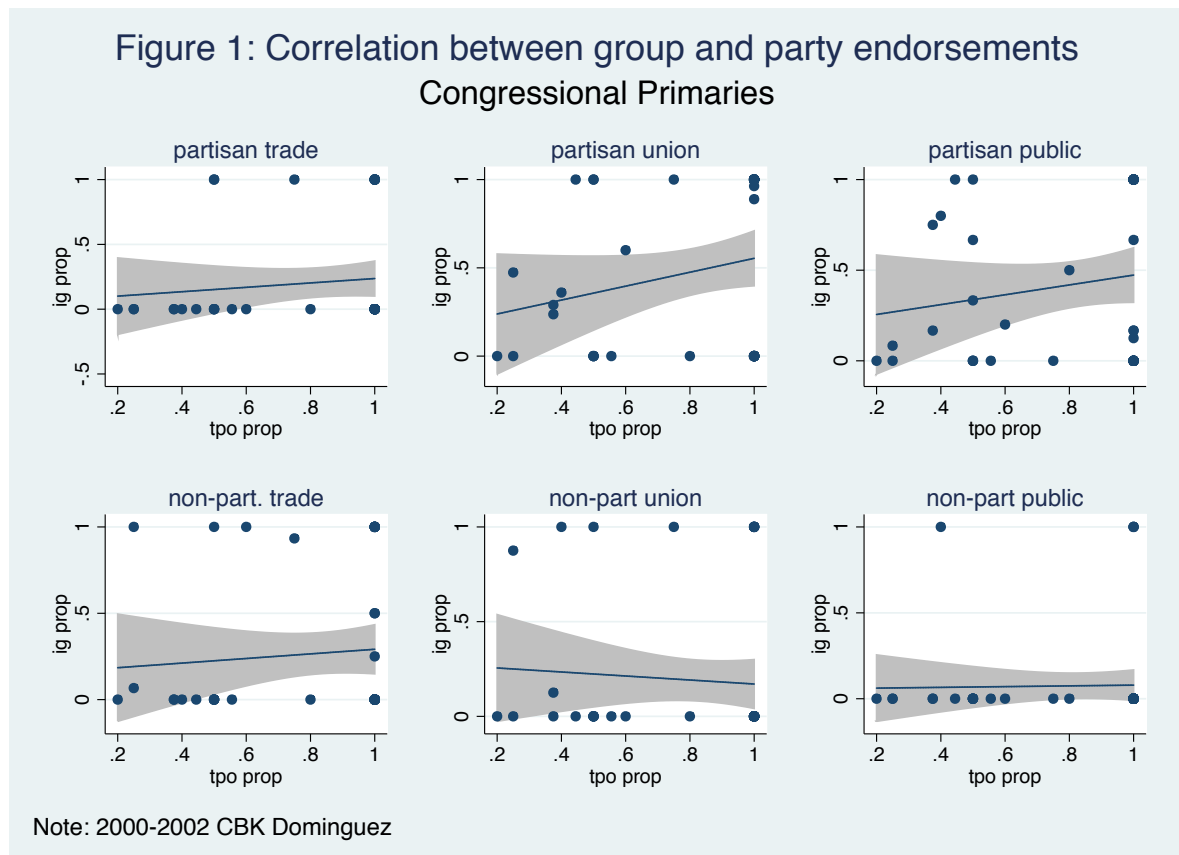 Figure 1: Correlation between group and party endorsements
Congressional Primaries
partisan trade
ig prop
1
.5
0
-.5
.2 .4 .6 .8 1
tpo prop
partisan union
ig prop
1
.5
0
.2 .4 .6 .8 1
tpo prop
partisan public
ig prop
1
.5
0
.2 .4 .6 .8 1
tpo prop
non-part. trade
ig prop
1
.5
0
.2 .4 .6 .8 1
tpo prop
non-part union
ig prop
1
.5
0
.2 .4 .6 .8 1
tpo prop
non-part public
ig prop
1
.5
0
.2 .4 .6 .8 1
tpo prop
Note: 2000-2002 CBK Dominguez